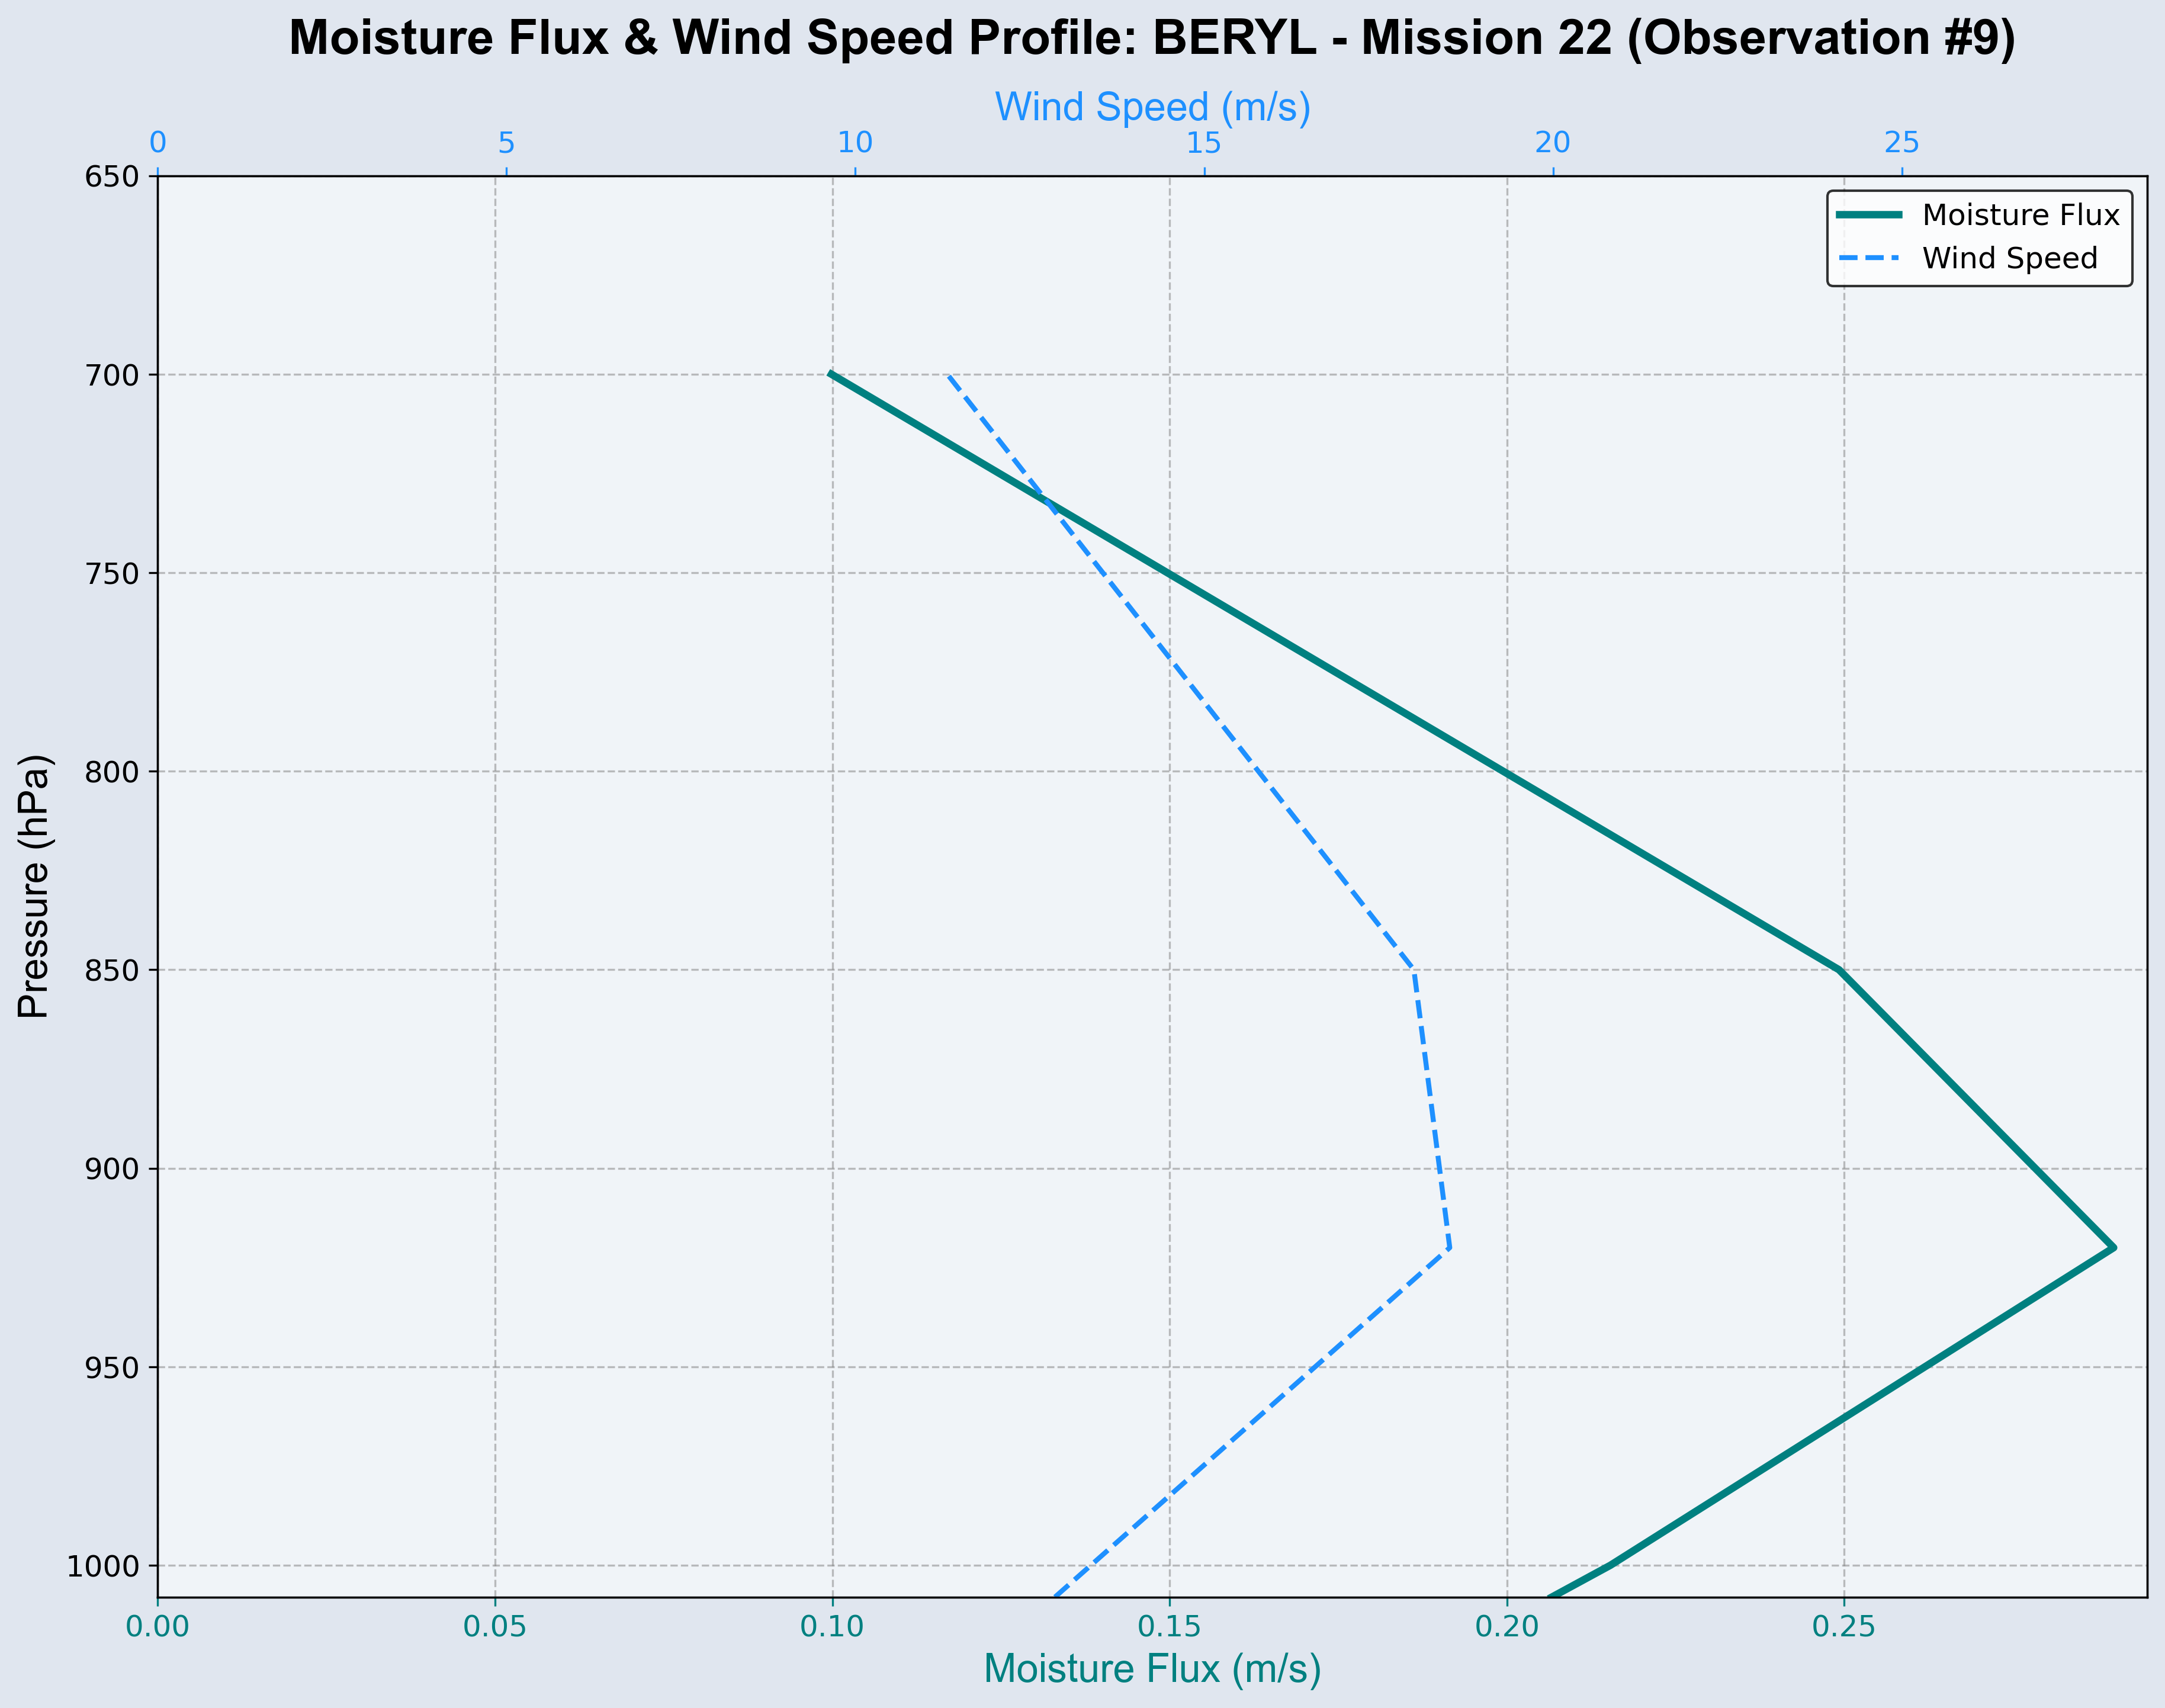 Moisture Flux & Wind Speed Profile: BERYL - Mission 22 (Observation #9)
Wind Speed (m/s)
0 5 10 15 20 25
Moisture Flux
Wind Speed
Pressure (hPa)
650
700
750
800
850
900
950
1000
0.00 0.05 0.10 0.15 0.20 0.25
Moisture Flux (m/s)